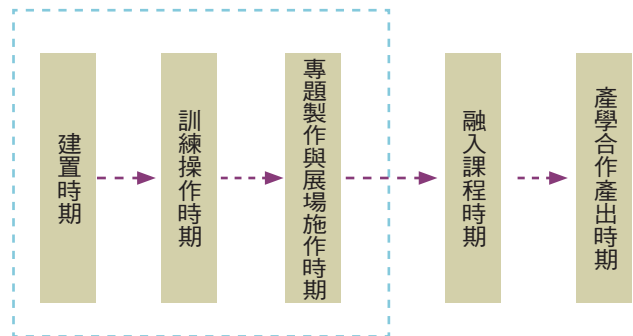 建置時期
訓練操作時期
專題製作與展場施作時期
融入課程時期
產學合作產出時期